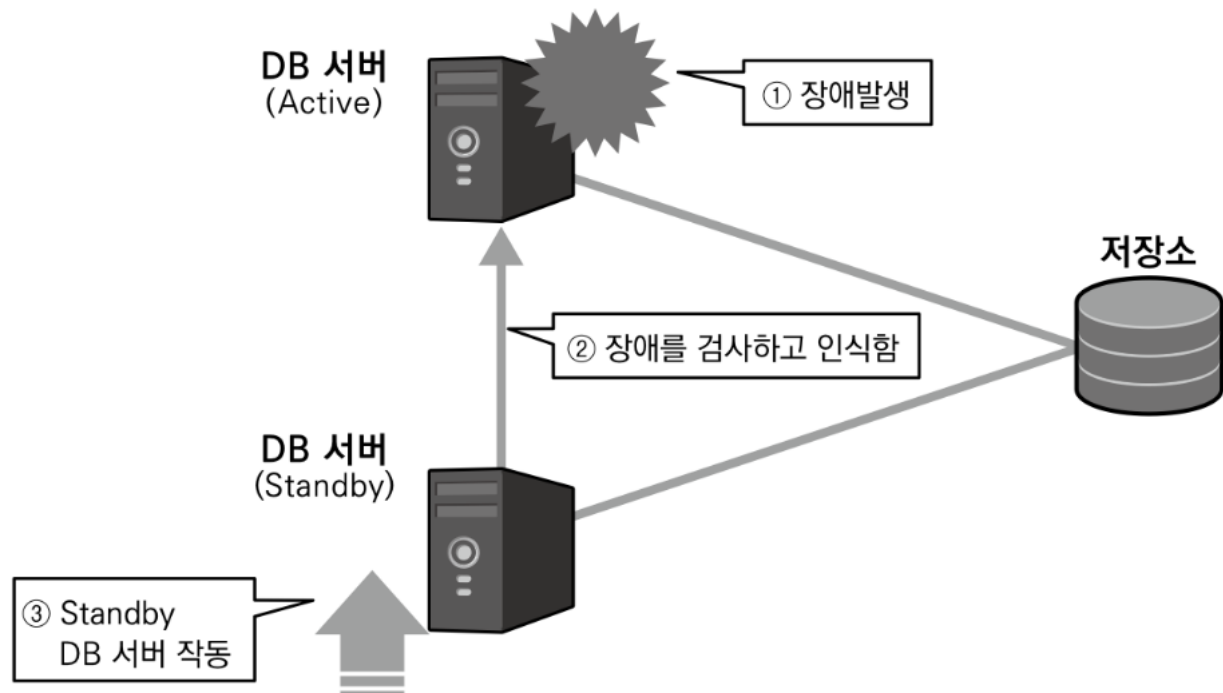 DB 서버
(Active)
① 장애발생
저장소
② 장애를 검사하고 인식함
DB 서버
(Standby)
③ Standby
DB 서버 작동